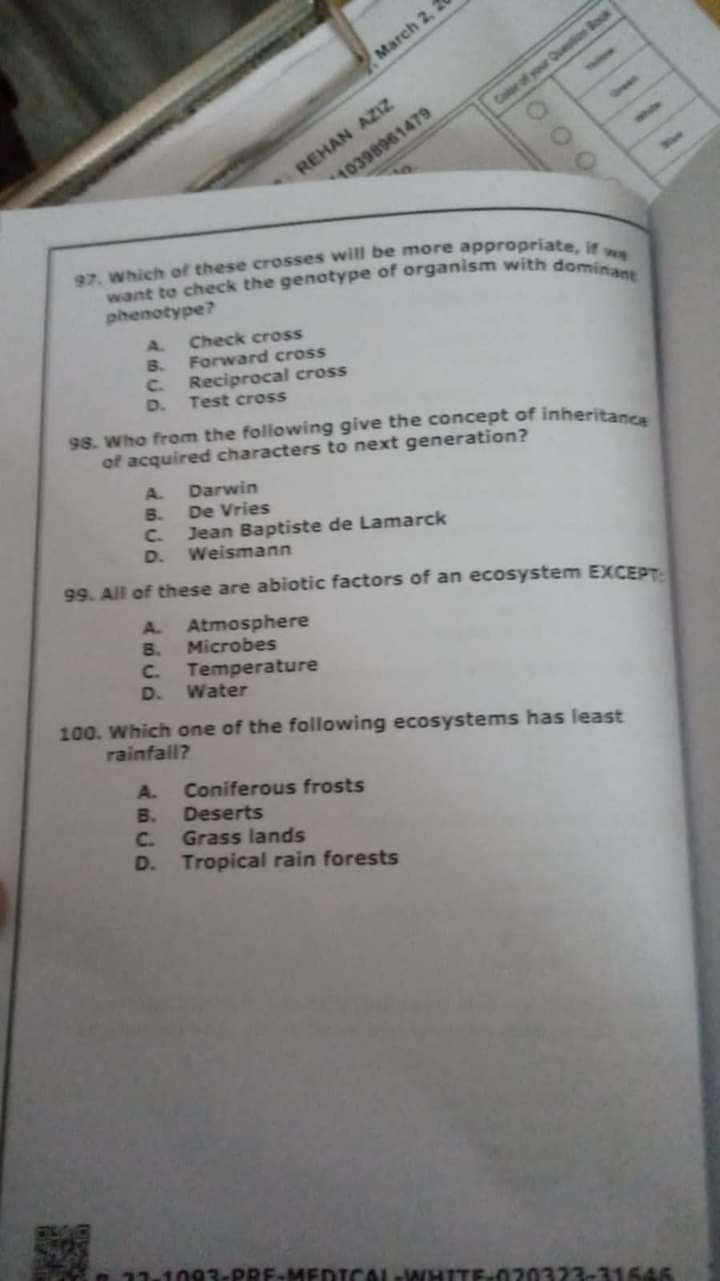 March 2, 20
REHAN AZIZ
10398961479
Color of your Question Book
Yellow
Green
White
Blue
97. Which of these crosses will be more appropriate, if we
want to check the genotype of organism with dominant
phenotype?
A. Check cross
B. Forward cross
C. Reciprocal cross
D. Test cross
98. Who from the following give the concept of inheritance
of acquired characters to next generation?
A. Darwin
B. De Vries
C. Jean Baptiste de Lamarck
D. Weismann
99. All of these are abiotic factors of an ecosystem EXCEPT:
A. Atmosphere
B. Microbes
C. Temperature
D. Water
100. Which one of the following ecosystems has least
rainfall?
A. Coniferous frosts
B. Deserts
C. Grass lands
D. Tropical rain forests
22-1093-PRE-MEDICAL-WHITE-020323-31646